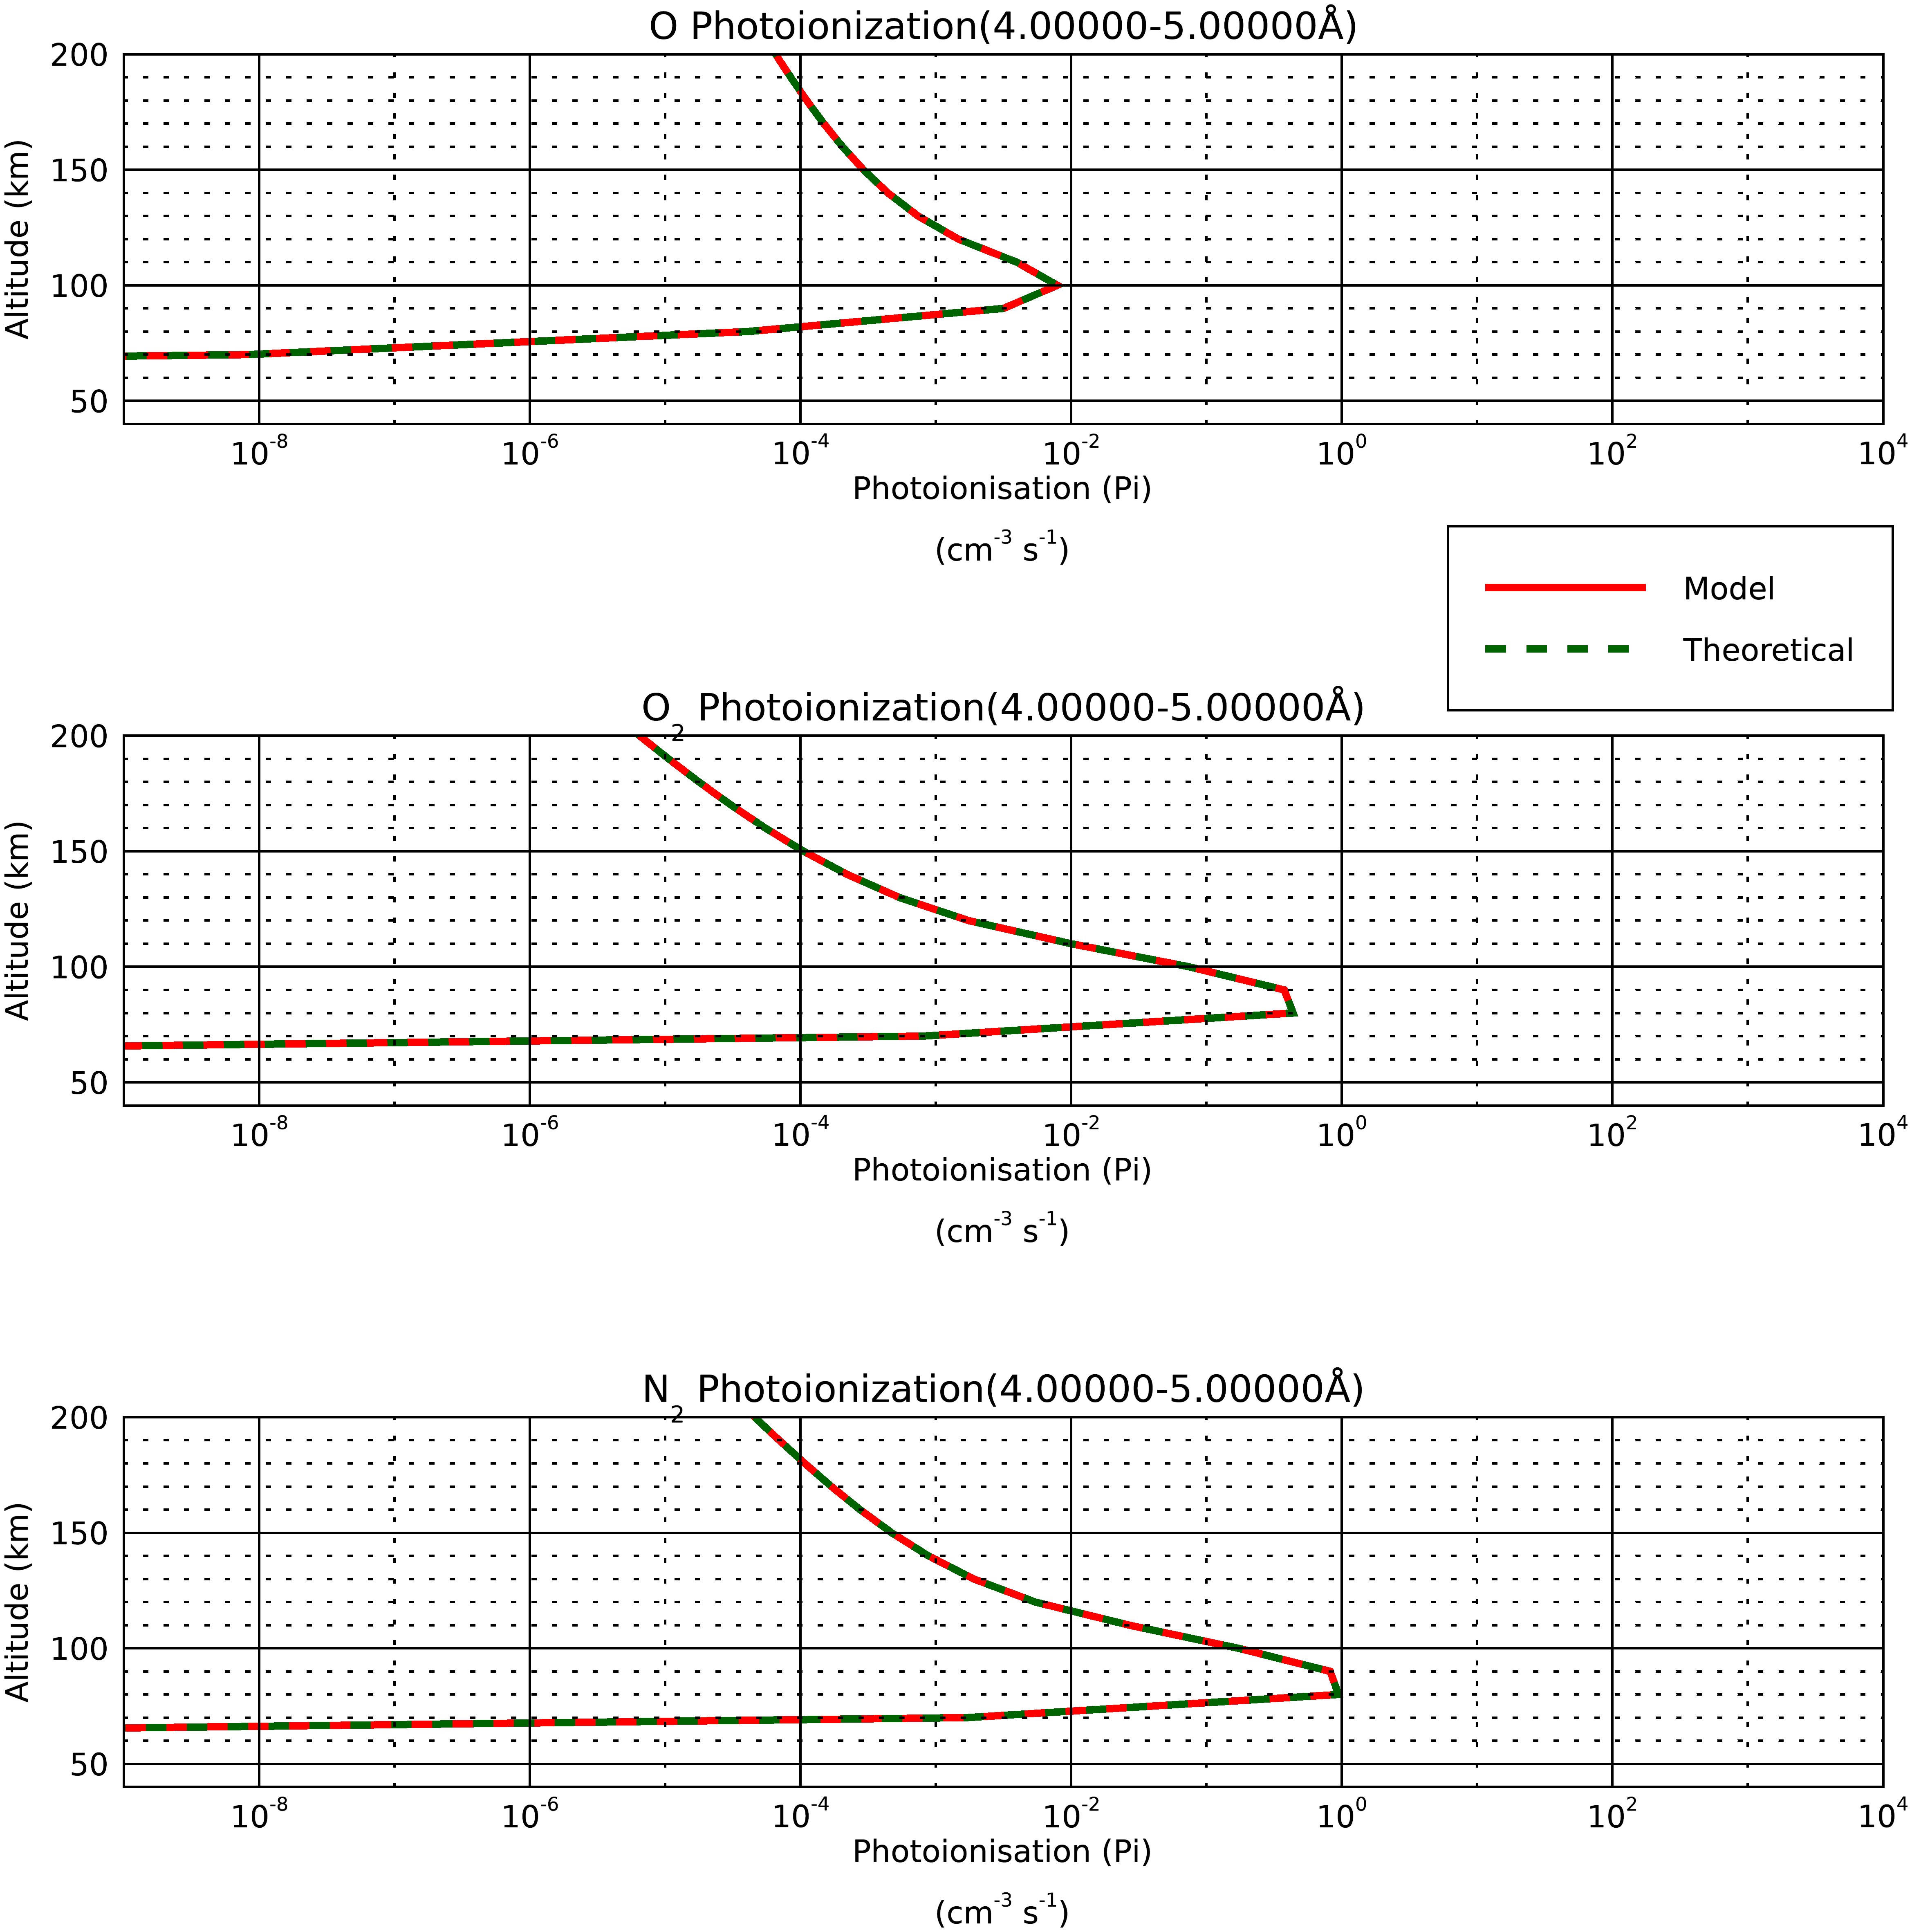 O Photoionization(4.00000-5.00000Å)
200
150
100
50
Altitude (km)
10⁻⁸ 10⁻⁶ 10⁻⁴ 10⁻² 10⁰ 10² 10⁴
Photoionisation (Pi)
(cm⁻³ s⁻¹)
Model
Theoretical
O₂ Photoionization(4.00000-5.00000Å)
200
150
100
50
Altitude (km)
10⁻⁸ 10⁻⁶ 10⁻⁴ 10⁻² 10⁰ 10² 10⁴
Photoionisation (Pi)
(cm⁻³ s⁻¹)
N₂ Photoionization(4.00000-5.00000Å)
200
150
100
50
Altitude (km)
10⁻⁸ 10⁻⁶ 10⁻⁴ 10⁻² 10⁰ 10² 10⁴
Photoionisation (Pi)
(cm⁻³ s⁻¹)